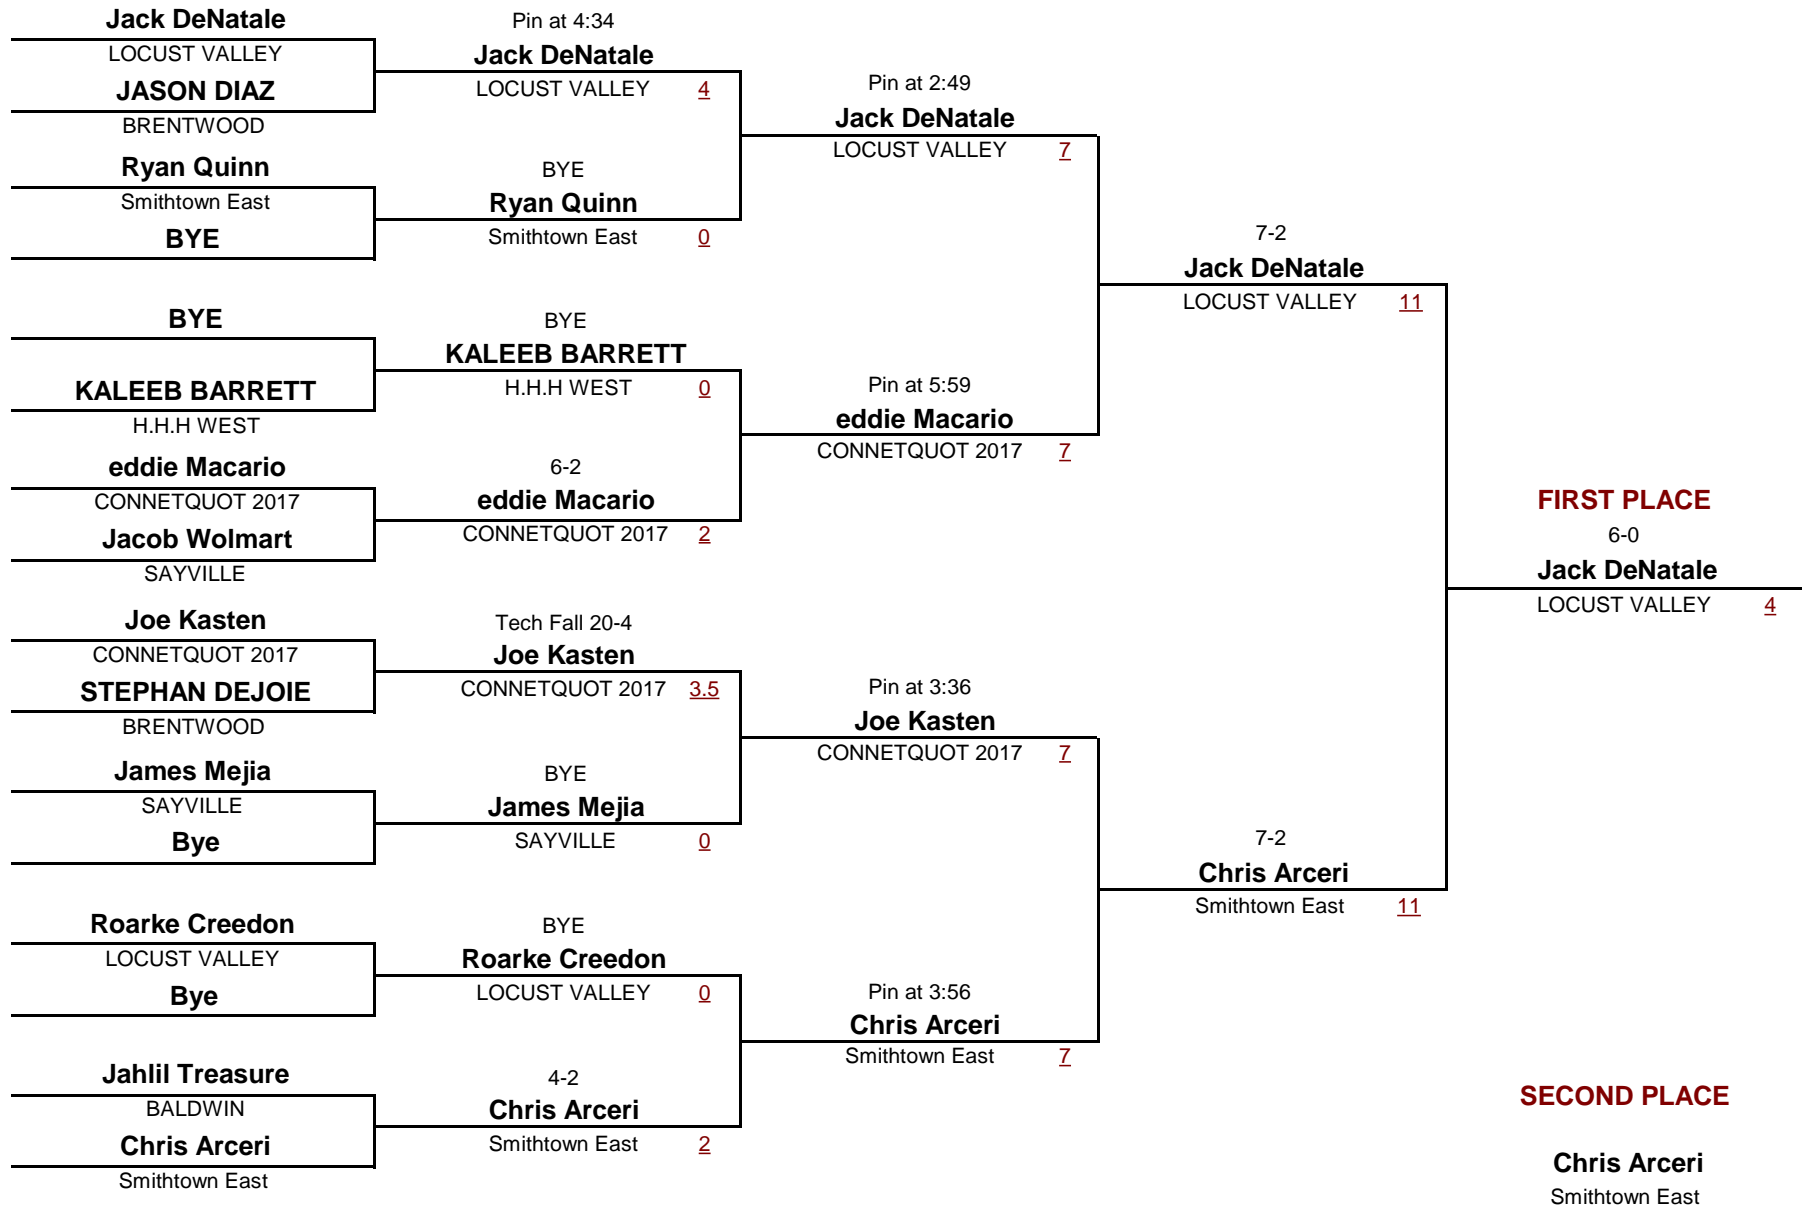 Jack DeNatale
LOCUST VALLEY
JASON DIAZ
BRENTWOOD
Ryan Quinn
Smithtown East
BYE
BYE
KALEEB BARRETT
H.H.H WEST
eddie Macario
CONNETQUOT 2017
Jacob Wolmart
SAYVILLE
Joe Kasten
CONNETQUOT 2017
STEPHAN DEJOIE
BRENTWOOD
James Mejia
SAYVILLE
Bye
Roarke Creedon
LOCUST VALLEY
Bye
Jahlil Treasure
BALDWIN
Chris Arceri
Smithtown East
Pin at 4:34
Jack DeNatale
LOCUST VALLEY 4
BYE
Ryan Quinn
Smithtown East 0
BYE
KALEEB BARRETT
H.H.H WEST 0
6-2
eddie Macario
CONNETQUOT 2017 2
Tech Fall 20-4
Joe Kasten
CONNETQUOT 2017 3.5
BYE
James Mejia
SAYVILLE 0
BYE
Roarke Creedon
LOCUST VALLEY 0
4-2
Chris Arceri
Smithtown East 2
Pin at 2:49
Jack DeNatale
LOCUST VALLEY 7
Pin at 5:59
eddie Macario
CONNETQUOT 2017 7
Pin at 3:36
Joe Kasten
CONNETQUOT 2017 7
Pin at 3:56
Chris Arceri
Smithtown East 7
7-2
Jack DeNatale
LOCUST VALLEY 11
7-2
Chris Arceri
Smithtown East 11
FIRST PLACE
6-0
Jack DeNatale
LOCUST VALLEY 4
SECOND PLACE
Chris Arceri
Smithtown East